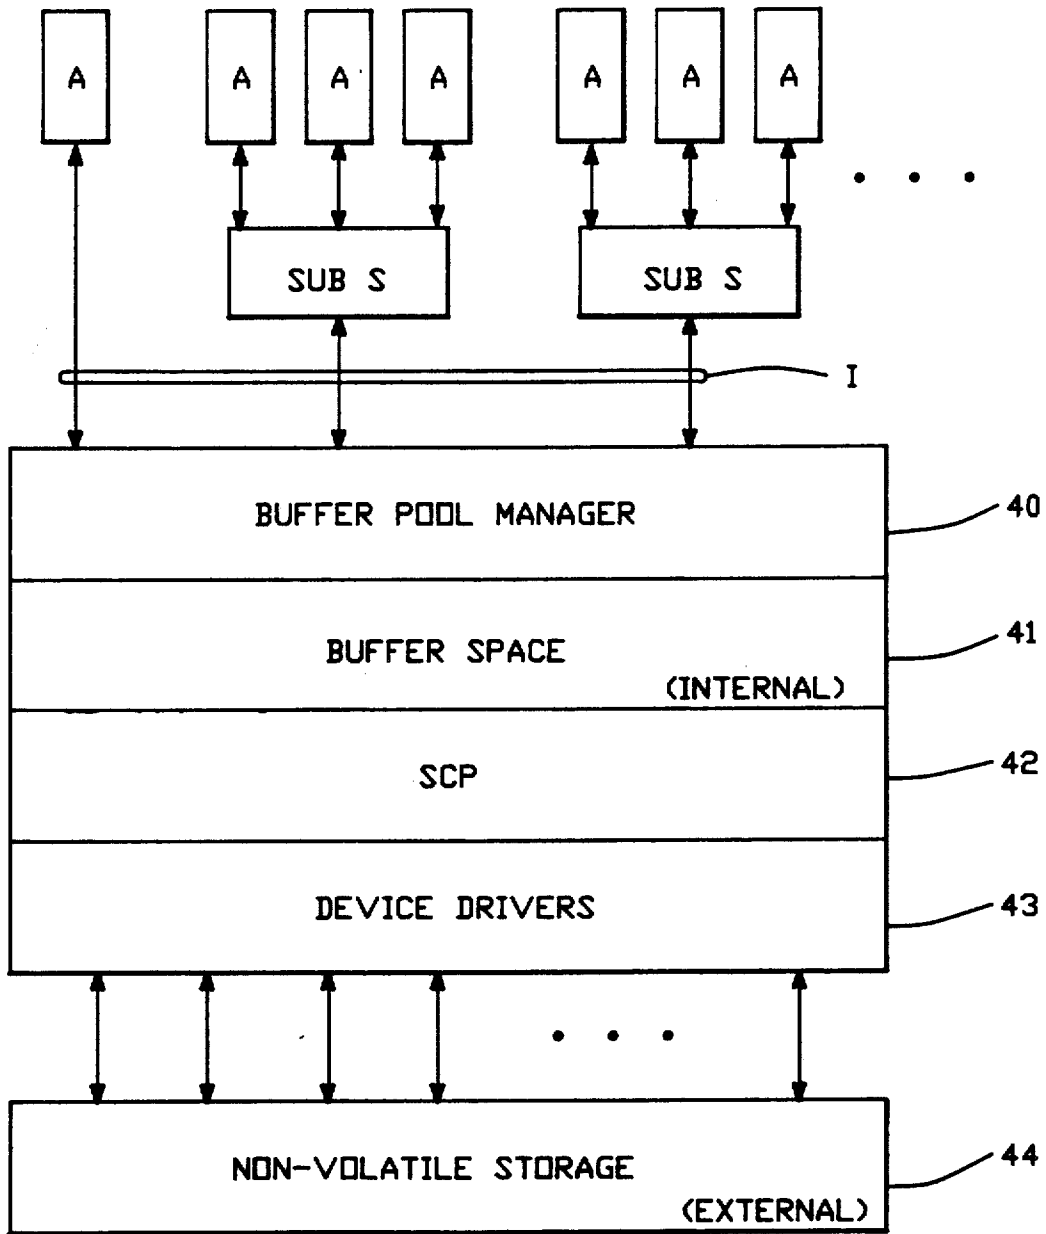 A A A A A A A
SUB S SUB S
I
BUFFER POOL MANAGER 40
BUFFER SPACE 41
(INTERNAL)
SCP 42
DEVICE DRIVERS 43
NON-VOLATILE STORAGE 44
(EXTERNAL)